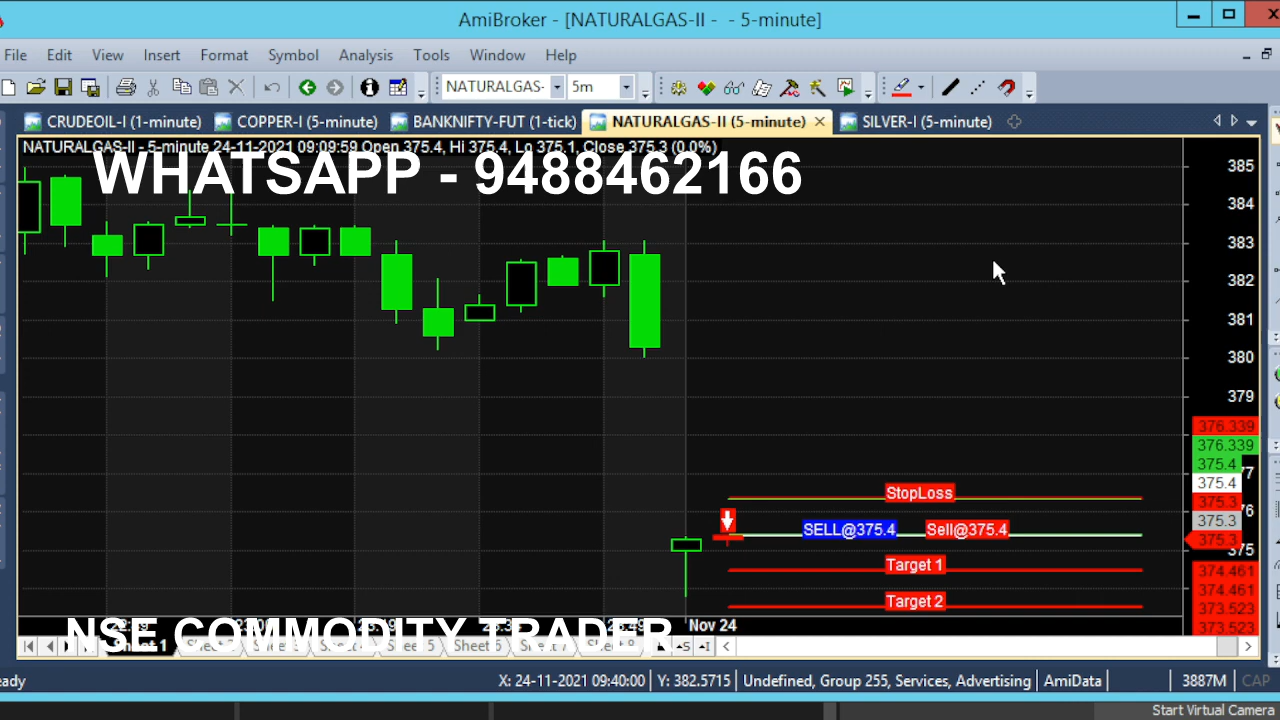 AmiBroker - [NATURALGAS-II - - 5-minute]
File Edit View Insert Format Symbol Analysis Tools Window Help
NATURALGAS- 5m
CRUDEOIL-I (1-minute) COPPER-I (5-minute) BANKNIFTY-FUT (1-tick) NATURALGAS-II (5-minute) SILVER-I (5-minute)
NATURALGAS-II - 5-minute 24-11-2021 09:09:59 Open 375.4, Hi 375.4, Lo 375.1, Close 375.3 (0.0%)
WHATSAPP - 9488462166
385
384
383
382
381
380
379
376.339
376.339
375.4
375.4
375.3
375.3
375.3
375
374.461
374.461
373.523
373.523
StopLoss
SELL@375.4 Sell@375.4
Target 1
Target 2
Nov 24
NSE COMMODITY TRADER
X: 24-11-2021 09:40:00 Y: 382.5715 Undefined, Group 255, Services, Advertising AmiData 3887M CAP
Start Virtual Camera